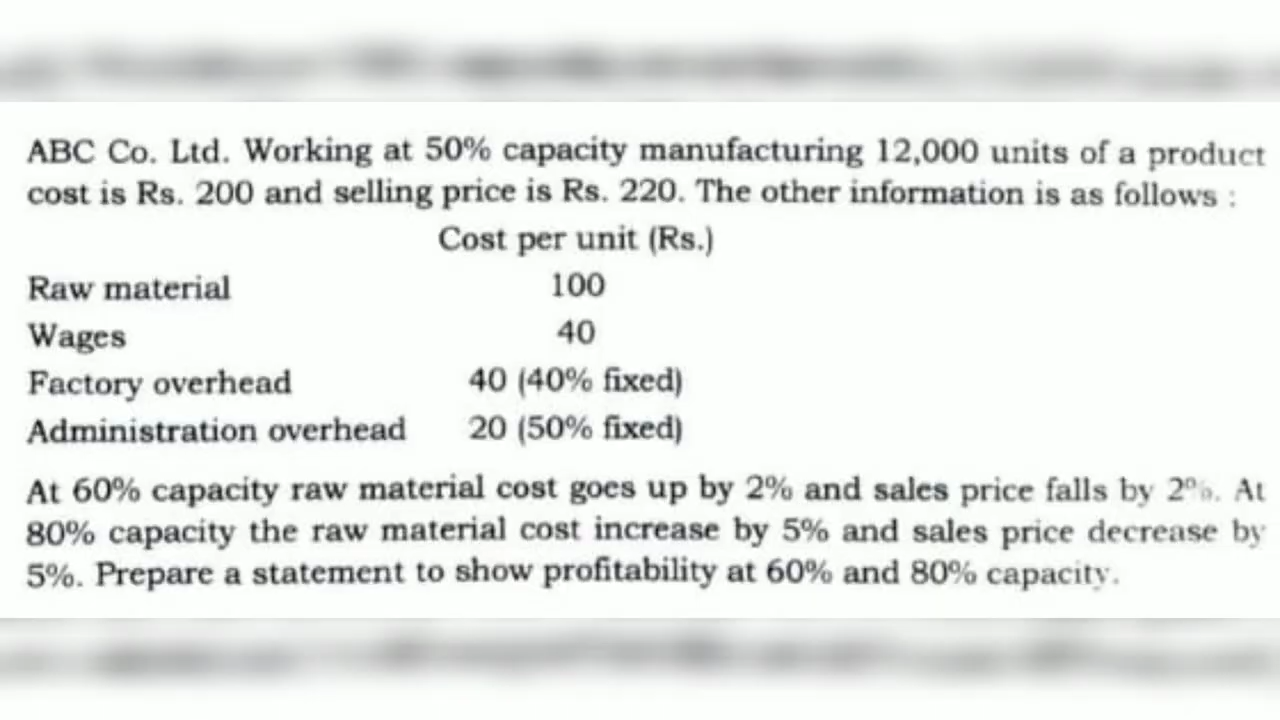 ABC Co. Ltd. Working at 50% capacity manufacturing 12,000 units of a product
cost is Rs. 200 and selling price is Rs. 220. The other information is as follows :
Cost per unit (Rs.)
Raw material 100
Wages 40
Factory overhead 40 (40% fixed)
Administration overhead 20 (50% fixed)
At 60% capacity raw material cost goes up by 2% and sales price falls by 2%. At
80% capacity the raw material cost increase by 5% and sales price decrease by
5%. Prepare a statement to show profitability at 60% and 80% capacity.